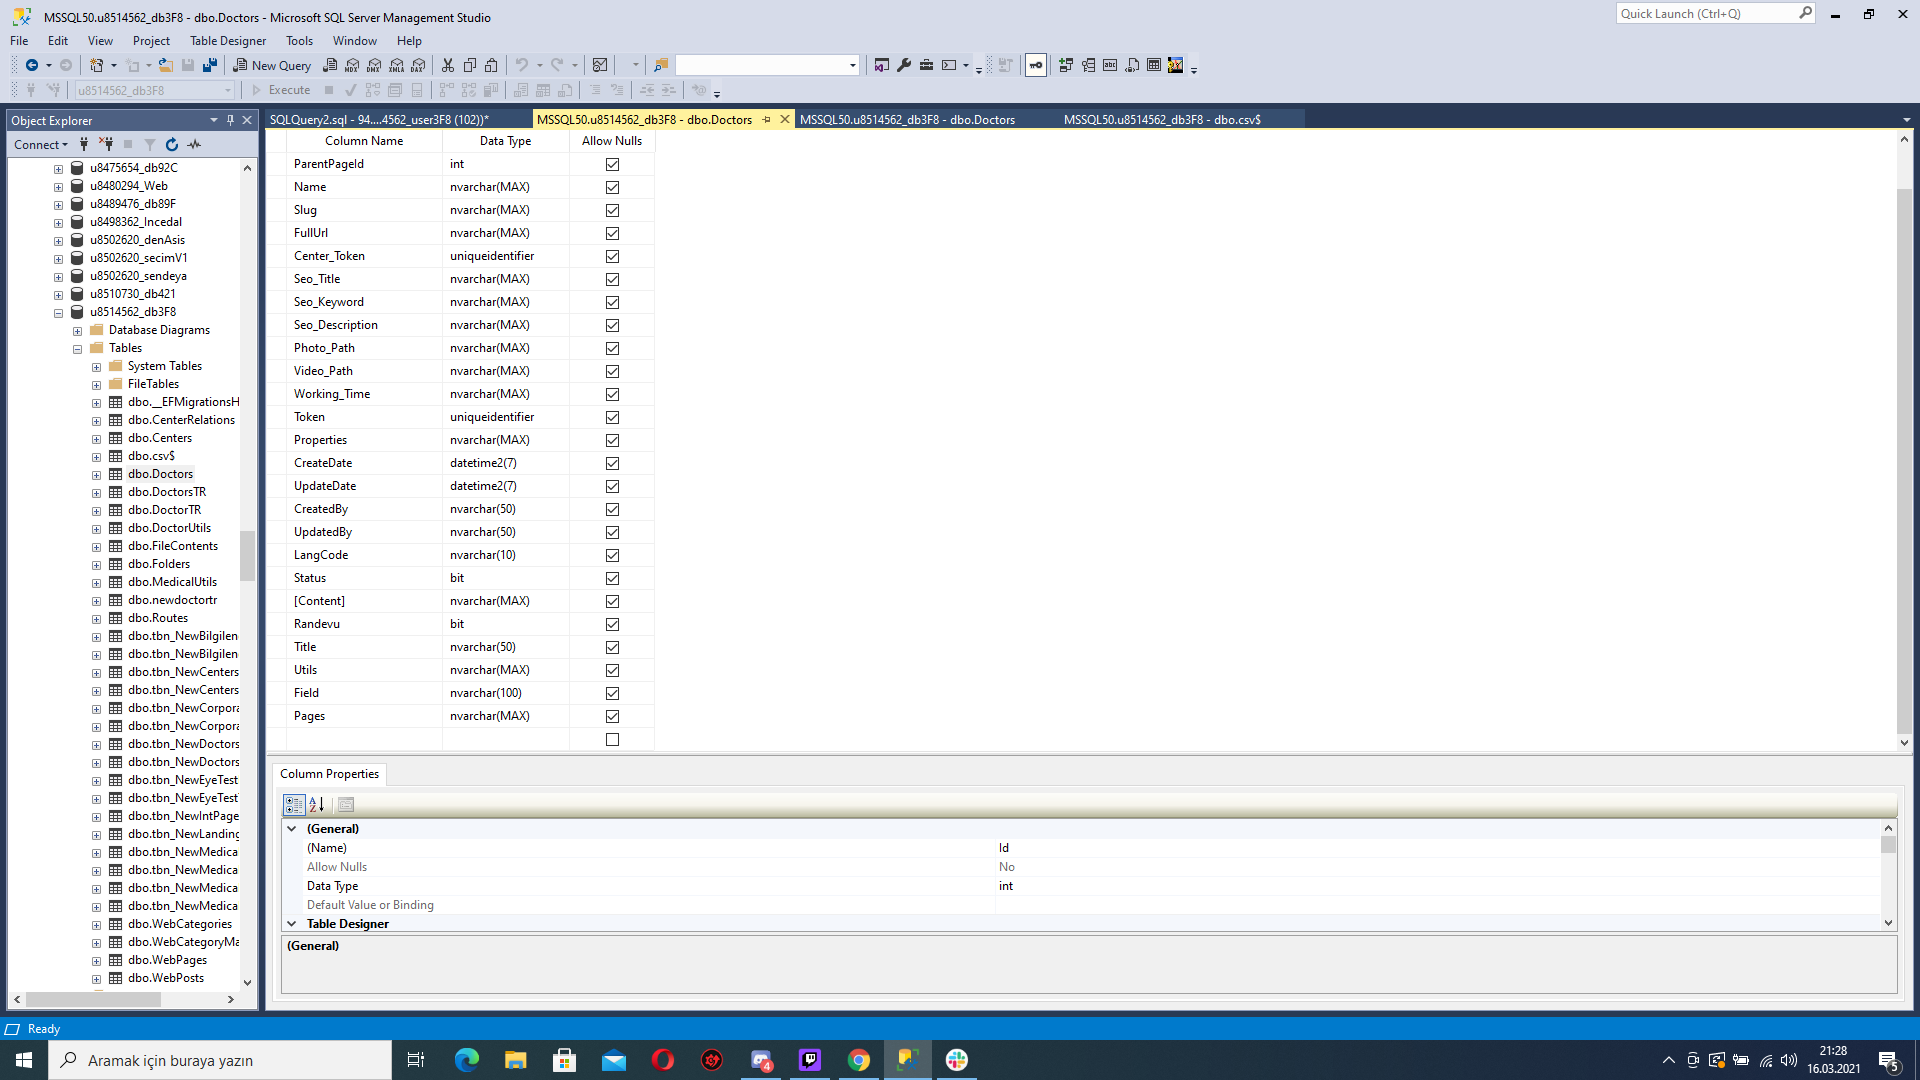 MSSQL50.u8514562_db3F8 - dbo.Doctors - Microsoft SQL Server Management Studio
Quick Launch (Ctrl+Q)
File Edit View Project Table Designer Tools Window Help
New Query
MDX DMX XMLA DAX
u8514562_db3F8
Execute
Object Explorer
SQLQuery2.sql - 94....4562_user3F8 (102))*
MSSQL50.u8514562_db3F8 - dbo.Doctors
MSSQL50.u8514562_db3F8 - dbo.Doctors
MSSQL50.u8514562_db3F8 - dbo.csv$
Connect
u8475654_db92C
u8480294_Web
u8489476_db89F
u8498362_Incedal
u8502620_denAsis
u8502620_secimV1
u8502620_sendeya
u8510730_db421
u8514562_db3F8
Database Diagrams
Tables
System Tables
FileTables
dbo.__EFMigrationsH
dbo.CenterRelations
dbo.Centers
dbo.csv$
dbo.Doctors
dbo.DoctorsTR
dbo.DoctorTR
dbo.DoctorUtils
dbo.FileContents
dbo.Folders
dbo.MedicalUtils
dbo.newdoctortr
dbo.Routes
dbo.tbn_NewBilgilen
dbo.tbn_NewBilgilen
dbo.tbn_NewCenters
dbo.tbn_NewCenters
dbo.tbn_NewCorpora
dbo.tbn_NewCorpora
dbo.tbn_NewDoctors
dbo.tbn_NewDoctors
dbo.tbn_NewEyeTest
dbo.tbn_NewEyeTest
dbo.tbn_NewIntPage
dbo.tbn_NewLanding
dbo.tbn_NewMedica
dbo.tbn_NewMedica
dbo.tbn_NewMedica
dbo.tbn_NewMedica
dbo.WebCategories
dbo.WebCategoryMa
dbo.WebPages
dbo.WebPosts
Column Name Data Type Allow Nulls
ParentPageId int
Name nvarchar(MAX)
Slug nvarchar(MAX)
FullUrl nvarchar(MAX)
Center_Token uniqueidentifier
Seo_Title nvarchar(MAX)
Seo_Keyword nvarchar(MAX)
Seo_Description nvarchar(MAX)
Photo_Path nvarchar(MAX)
Video_Path nvarchar(MAX)
Working_Time nvarchar(MAX)
Token uniqueidentifier
Properties nvarchar(MAX)
CreateDate datetime2(7)
UpdateDate datetime2(7)
CreatedBy nvarchar(50)
UpdatedBy nvarchar(50)
LangCode nvarchar(10)
Status bit
[Content] nvarchar(MAX)
Randevu bit
Title nvarchar(50)
Utils nvarchar(MAX)
Field nvarchar(100)
Pages nvarchar(MAX)
Column Properties
(General)
(Name) Id
Allow Nulls No
Data Type int
Default Value or Binding
Table Designer
(General)
Ready
Aramak için buraya yazın
4
21:28
16.03.2021
5